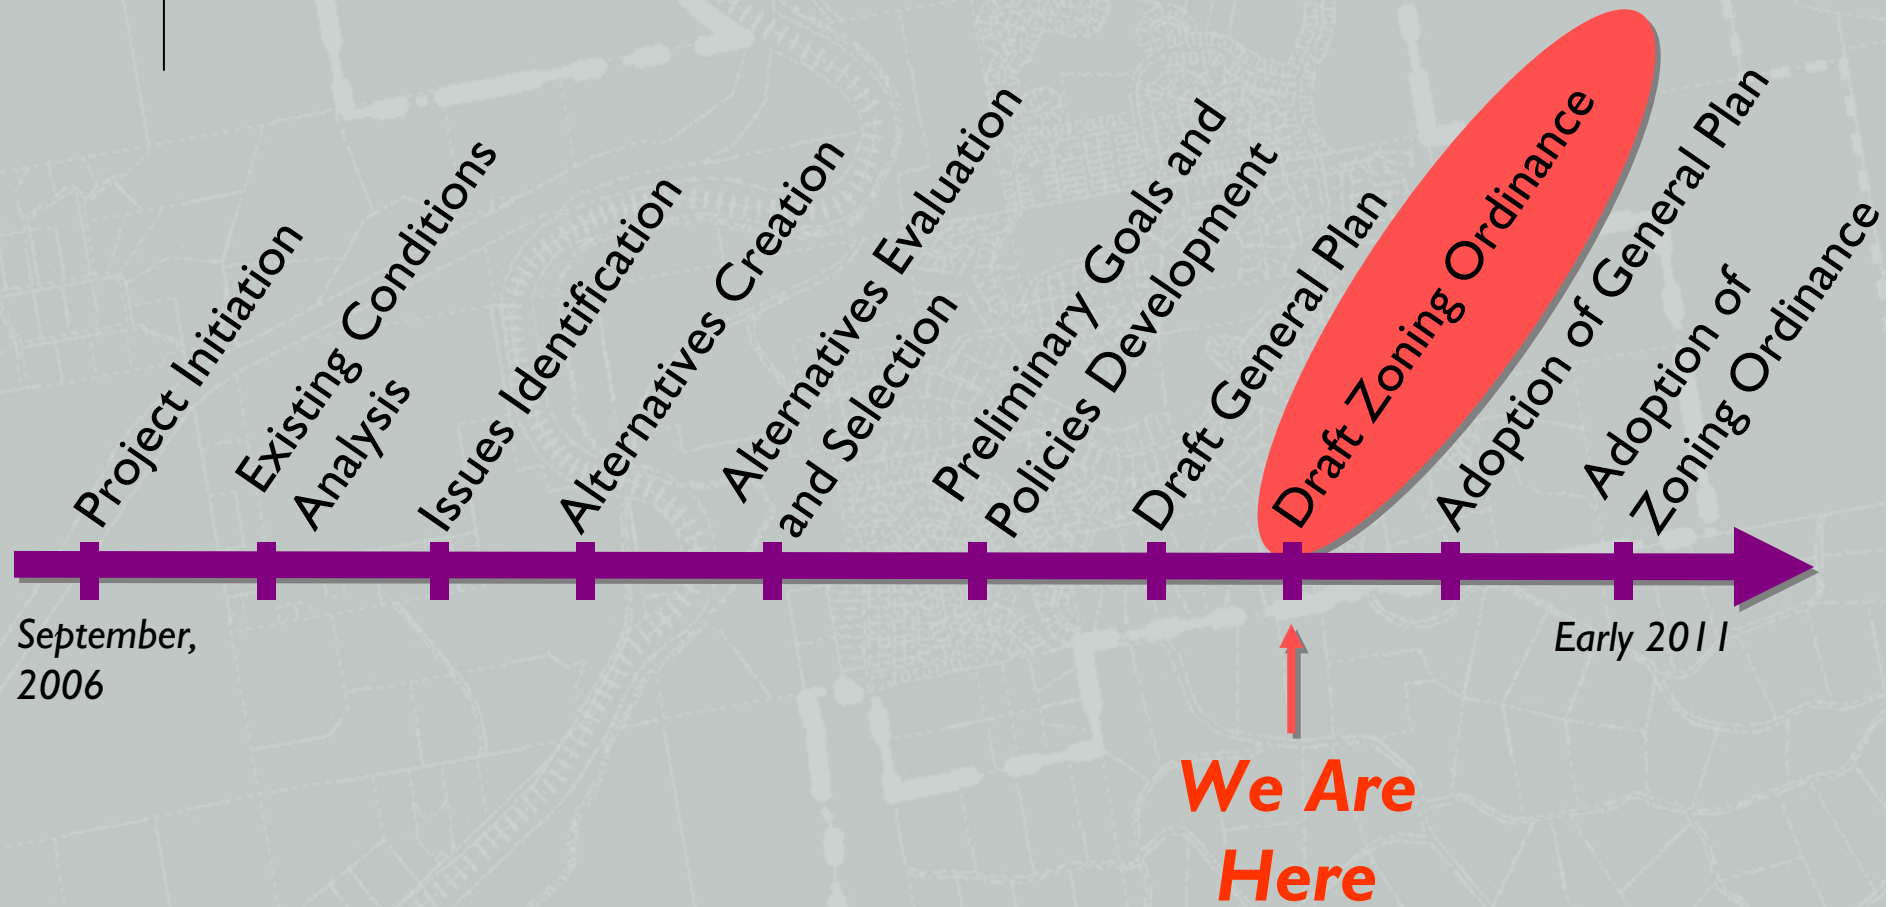 Project Initiation
Existing Conditions
Analysis
Issues Identification
Alternatives Creation
Alternatives Evaluation
and Selection
Preliminary Goals and
Policies Development
Draft General Plan
Draft Zoning Ordinance
Adoption of General Plan
Adoption of
Zoning Ordinance
September,
2006
Early 2011
We Are
Here